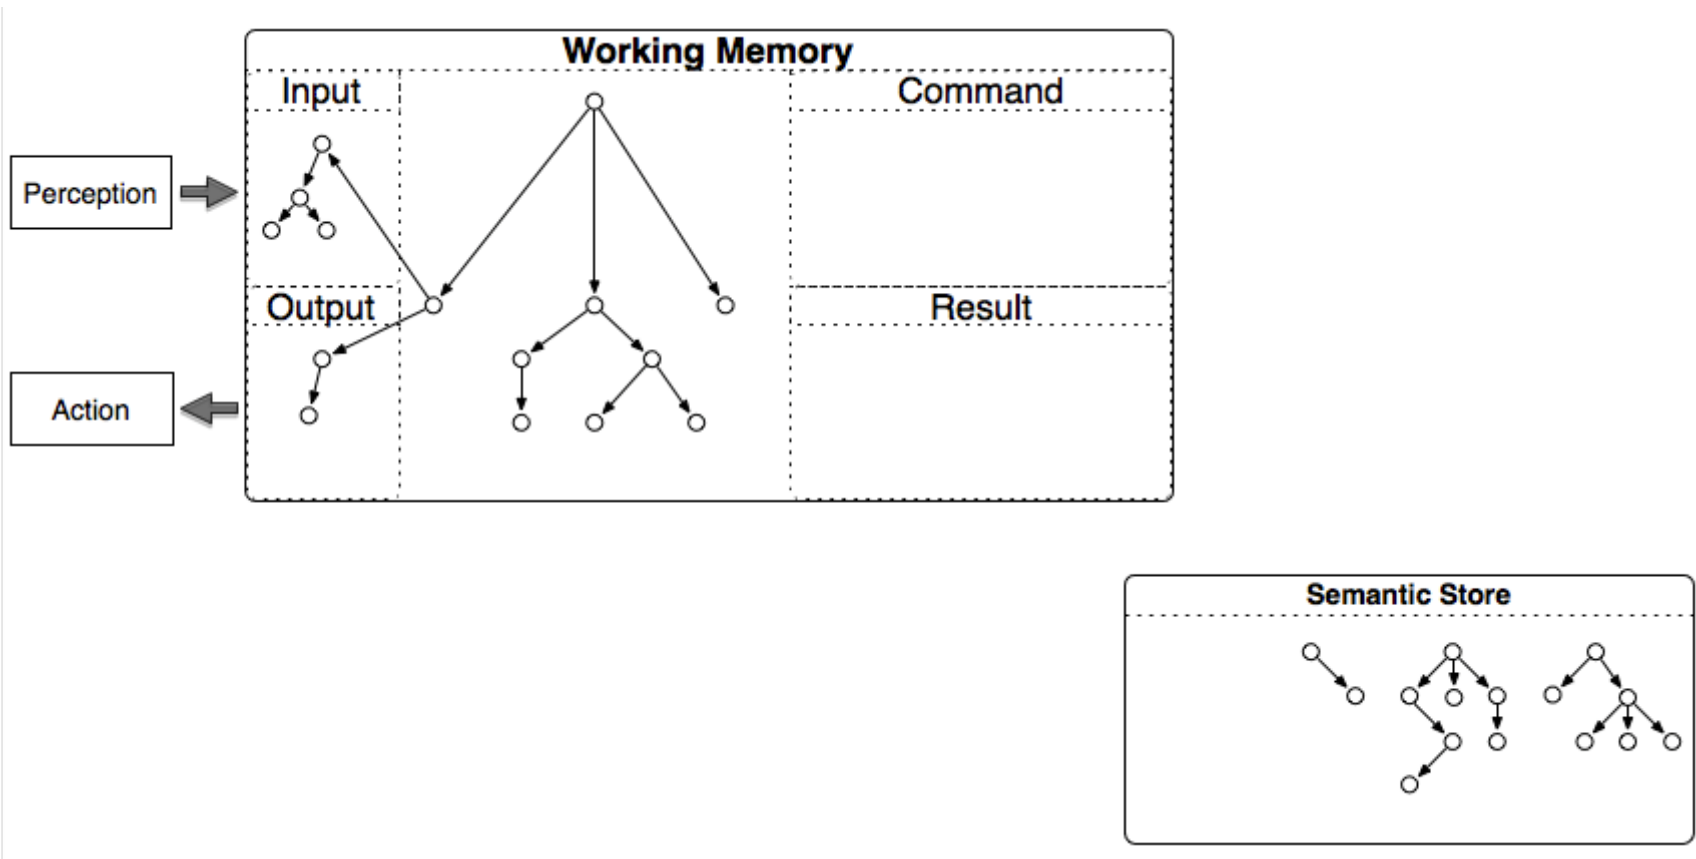 Working Memory
Input
Command
Perception
Output
Result
Action
Semantic Store